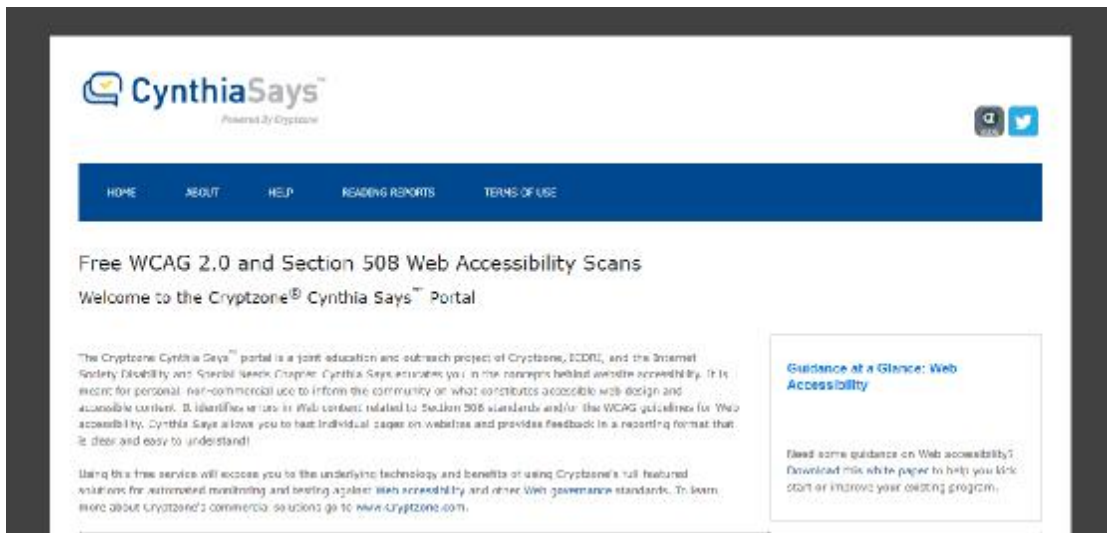 CynthiaSays™
Powered By Cryptzone
HOME ABOUT HELP READING REPORTS TERMS OF USE
Free WCAG 2.0 and Section 508 Web Accessibility Scans
Welcome to the Cryptzone® Cynthia Says™ Portal
The Cryptzone Cynthia Says™ portal is a joint education and outreach project of Cryptzone, ICDRI, and the Internet
Society Disability and Special Needs Chapter. Cynthia Says educates you in the concepts behind website accessibility. It is
meant for personal, non-commercial use to inform the community on what constitutes accessible web design and
accessible content. It identifies errors in Web content related to Section 508 standards and/or the WCAG guidelines for Web
accessibility. Cynthia Says allows you to test individual pages on websites and provides feedback in a reporting format that
is clear and easy to understand!
Using this free service will expose you to the underlying technology and benefits of using Cryptzone's full featured
solutions for automated monitoring and testing against Web accessibility and other Web governance standards. To learn
more about Cryptzone's commercial solutions go to www.Cryptzone.com.
Guidance at a Glance: Web
Accessibility
Need some guidance on Web accessibility?
Download this white paper to help you kick
start or improve your existing program.